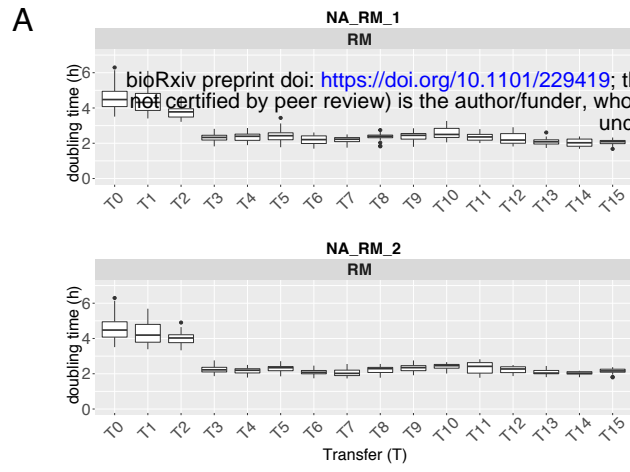 A
NA_RM_1
RM
bioRxiv preprint doi: https://doi.org/10.1101/229419; th
not certified by peer review) is the author/funder, who
und
doubling time (h)
6
4
2
0
T0 T1 T2 T3 T4 T5 T6 T7 T8 T9 T10 T11 T12 T13 T14 T15
NA_RM_2
RM
doubling time (h)
6
4
2
0
T0 T1 T2 T3 T4 T5 T6 T7 T8 T9 T10 T11 T12 T13 T14 T15
Transfer (T)